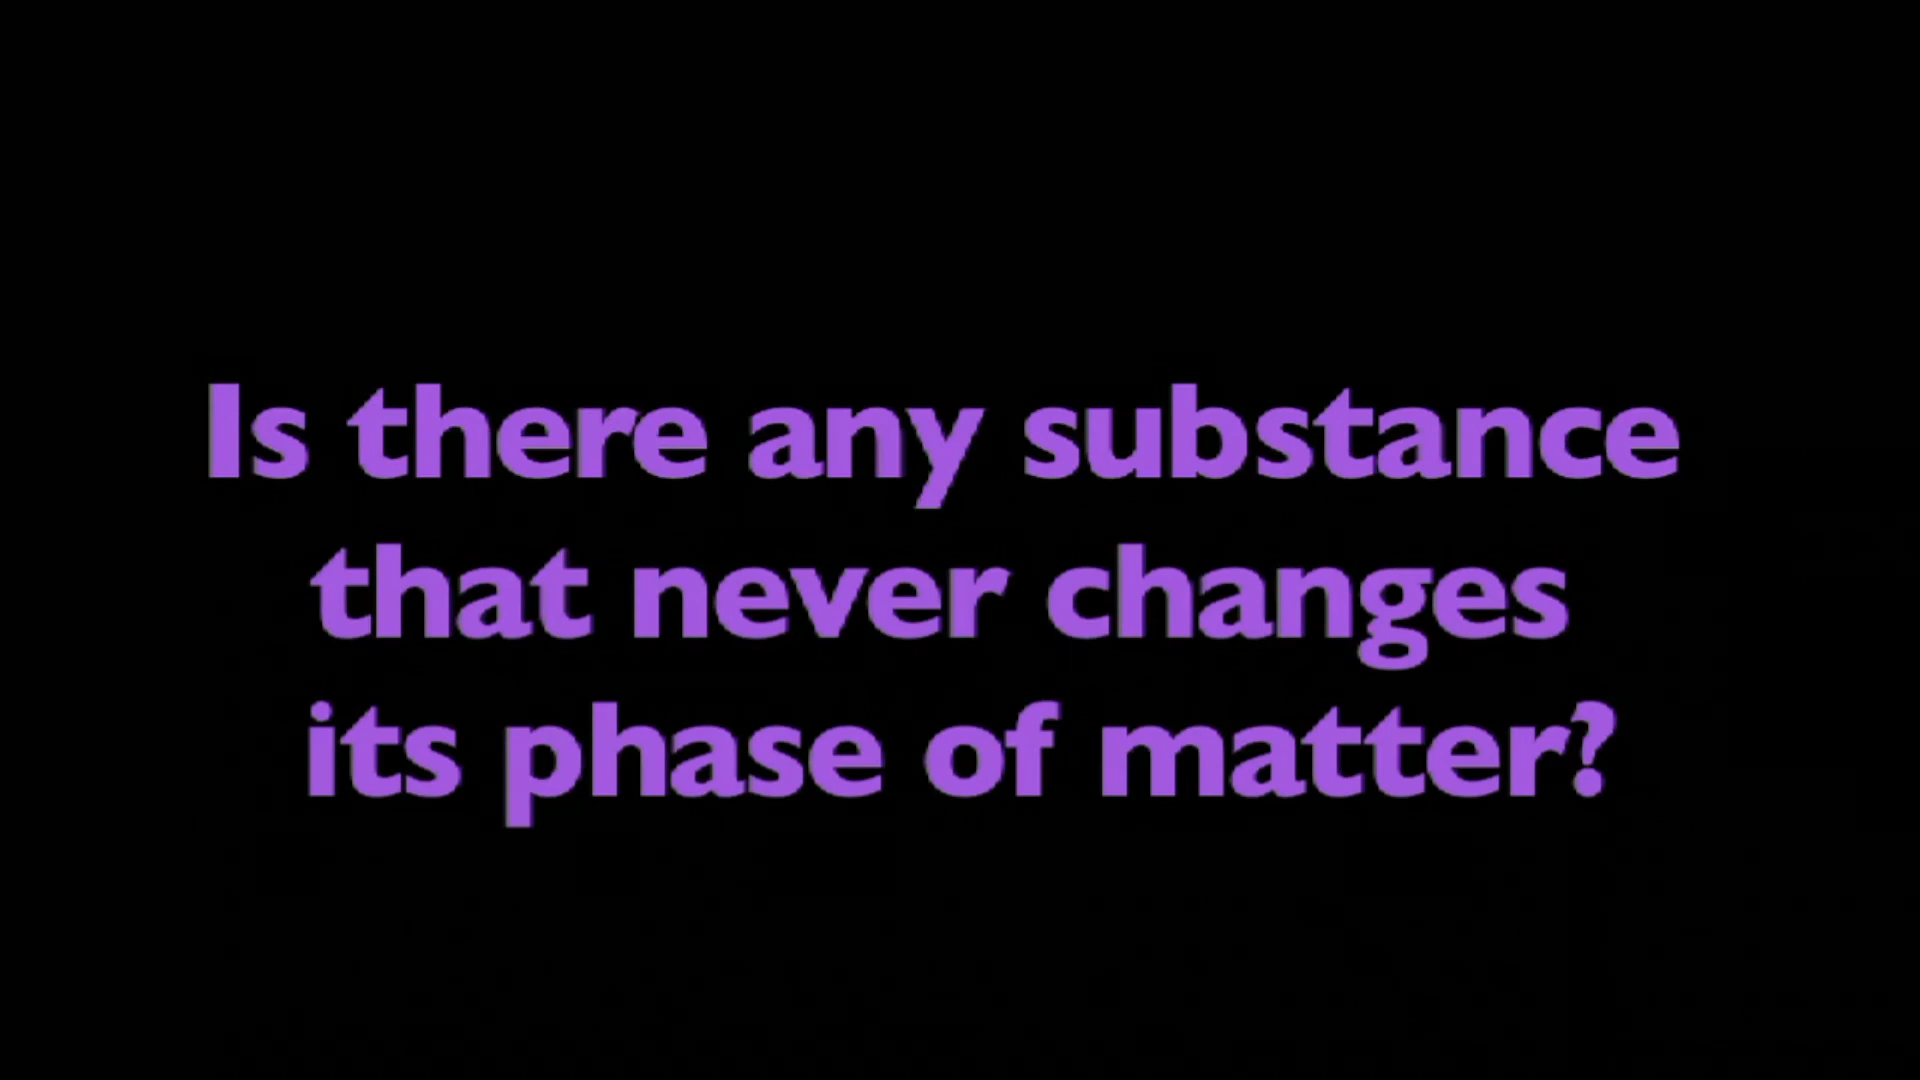 Is there any substance
that never changes
its phase of matter?